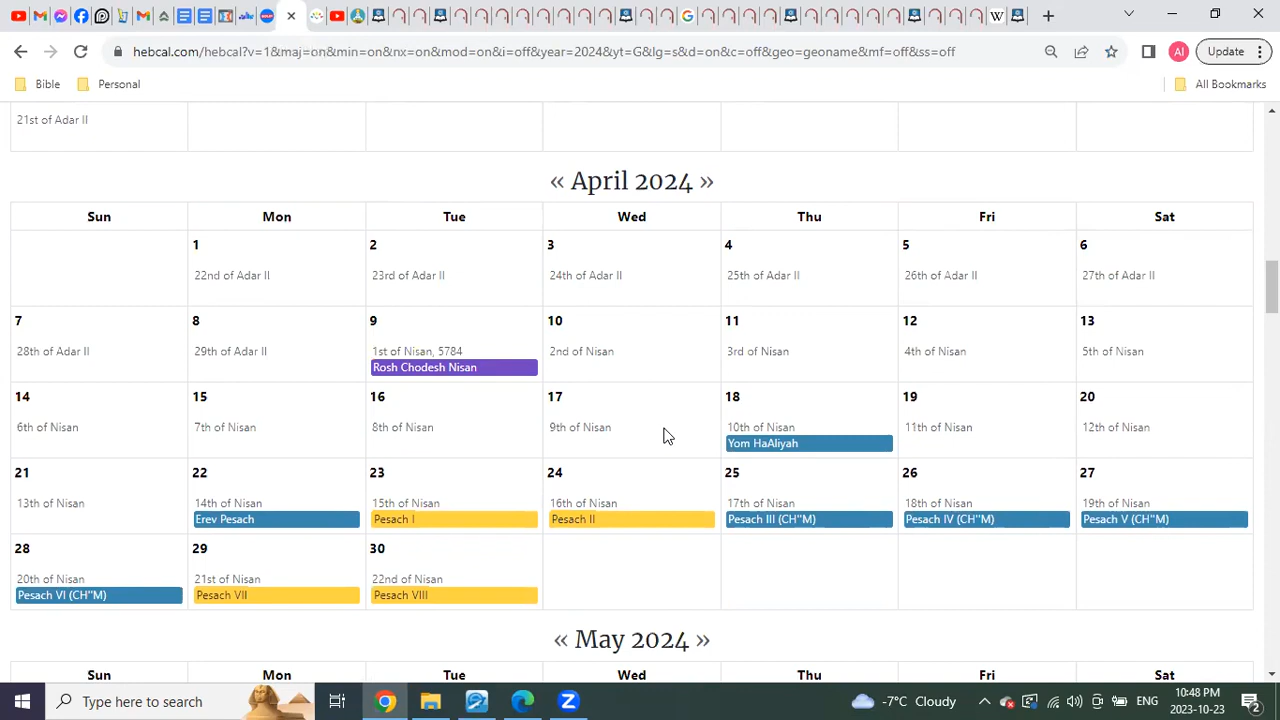 hebcal.com/hebcal?v=1&maj=on&min=on&nx=on&mod=on&i=off&year=2024&yt=G&lg=s&d=on&c=off&geo=geoname&mf=off&ss=off
AI
Update
Bible
Personal
All Bookmarks
21st of Adar II
« April 2024 »
Sun Mon Tue Wed Thu Fri Sat
1 2 3 4 5 6
22nd of Adar II 23rd of Adar II 24th of Adar II 25th of Adar II 26th of Adar II 27th of Adar II
7 8 9 10 11 12 13
28th of Adar II 29th of Adar II 1st of Nisan, 5784 2nd of Nisan 3rd of Nisan 4th of Nisan 5th of Nisan
Rosh Chodesh Nisan
14 15 16 17 18 19 20
6th of Nisan 7th of Nisan 8th of Nisan 9th of Nisan 10th of Nisan 11th of Nisan 12th of Nisan
Yom HaAliyah
21 22 23 24 25 26 27
13th of Nisan 14th of Nisan 15th of Nisan 16th of Nisan 17th of Nisan 18th of Nisan 19th of Nisan
Erev Pesach Pesach I Pesach II Pesach III (CH"M) Pesach IV (CH"M) Pesach V (CH"M)
28 29 30
20th of Nisan 21st of Nisan 22nd of Nisan
Pesach VI (CH"M) Pesach VII Pesach VIII
« May 2024 »
Sun Mon Tue Wed Thu Fri Sat
Type here to search
-7°C Cloudy
ENG
10:48 PM
2023-10-23
2